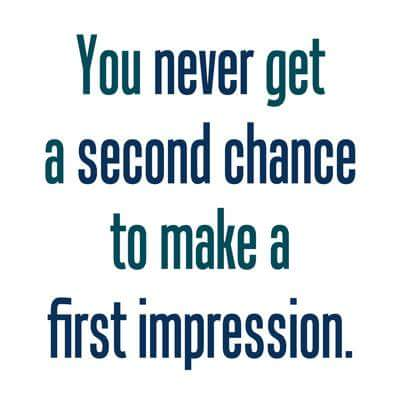 You never get
a second chance
to make a
first impression.